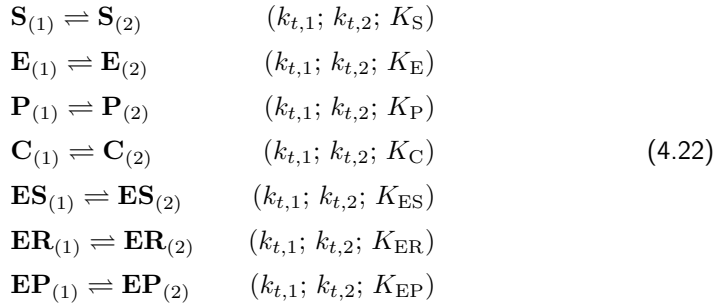 S(1) ⇌ S(2) (kt,1; kt,2; KS)
E(1) ⇌ E(2) (kt,1; kt,2; KE)
P(1) ⇌ P(2) (kt,1; kt,2; KP)
C(1) ⇌ C(2) (kt,1; kt,2; KC) (4.22)
ES(1) ⇌ ES(2) (kt,1; kt,2; KES)
ER(1) ⇌ ER(2) (kt,1; kt,2; KER)
EP(1) ⇌ EP(2) (kt,1; kt,2; KEP)